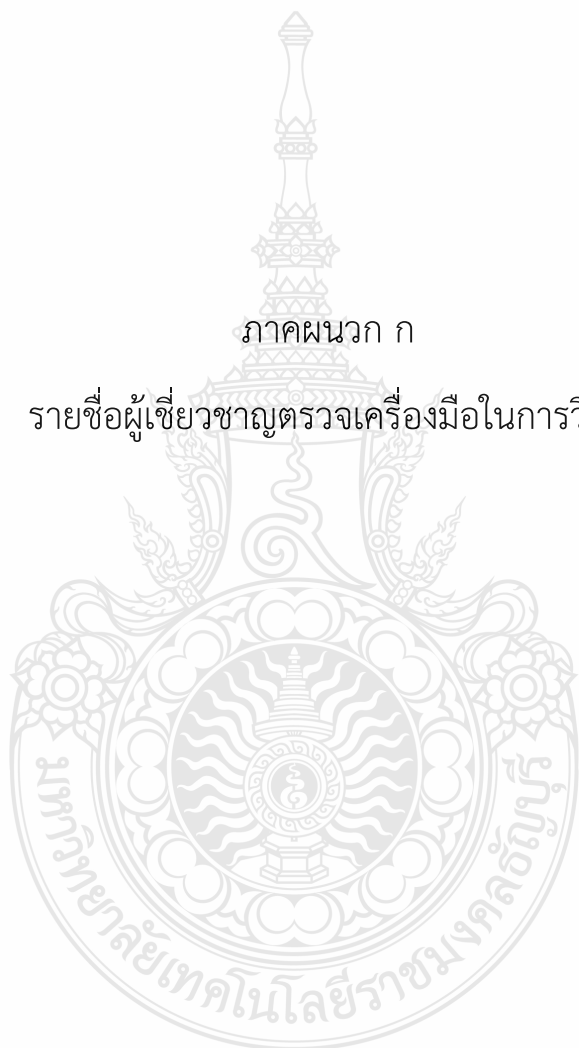 ภาคผนวก ก
รายชื่อผู้เชี่ยวชาญตรวจเครื่องมือในการวิ
มหาวิทยาลัยเทคโนโลยีราชมงคลธัญบุรี